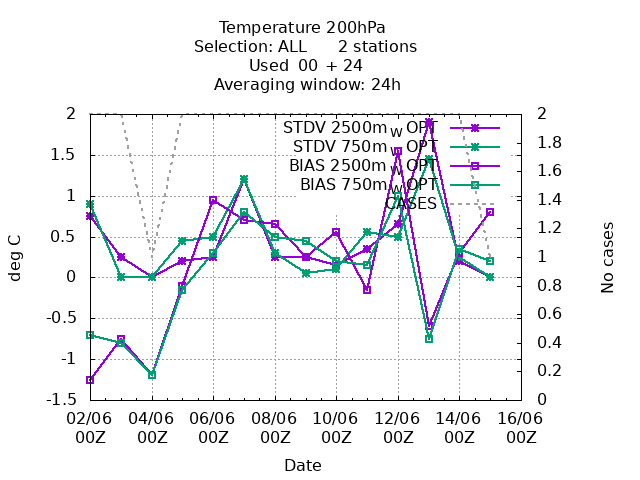 Temperature 200hPa
Selection: ALL 2 stations
Used 00 + 24
Averaging window: 24h
STDV 2500m_W OPT
STDV 750m_W OPT
BIAS 2500m_W OPT
BIAS 750m_W OPT
CASES
deg C
2
1.5
1
0.5
0
-0.5
-1
-1.5
No cases
2
1.8
1.6
1.4
1.2
1
0.8
0.6
0.4
0.2
0
02/06 04/06 06/06 08/06 10/06 12/06 14/06 16/06
00Z 00Z 00Z 00Z 00Z 00Z 00Z 00Z
Date